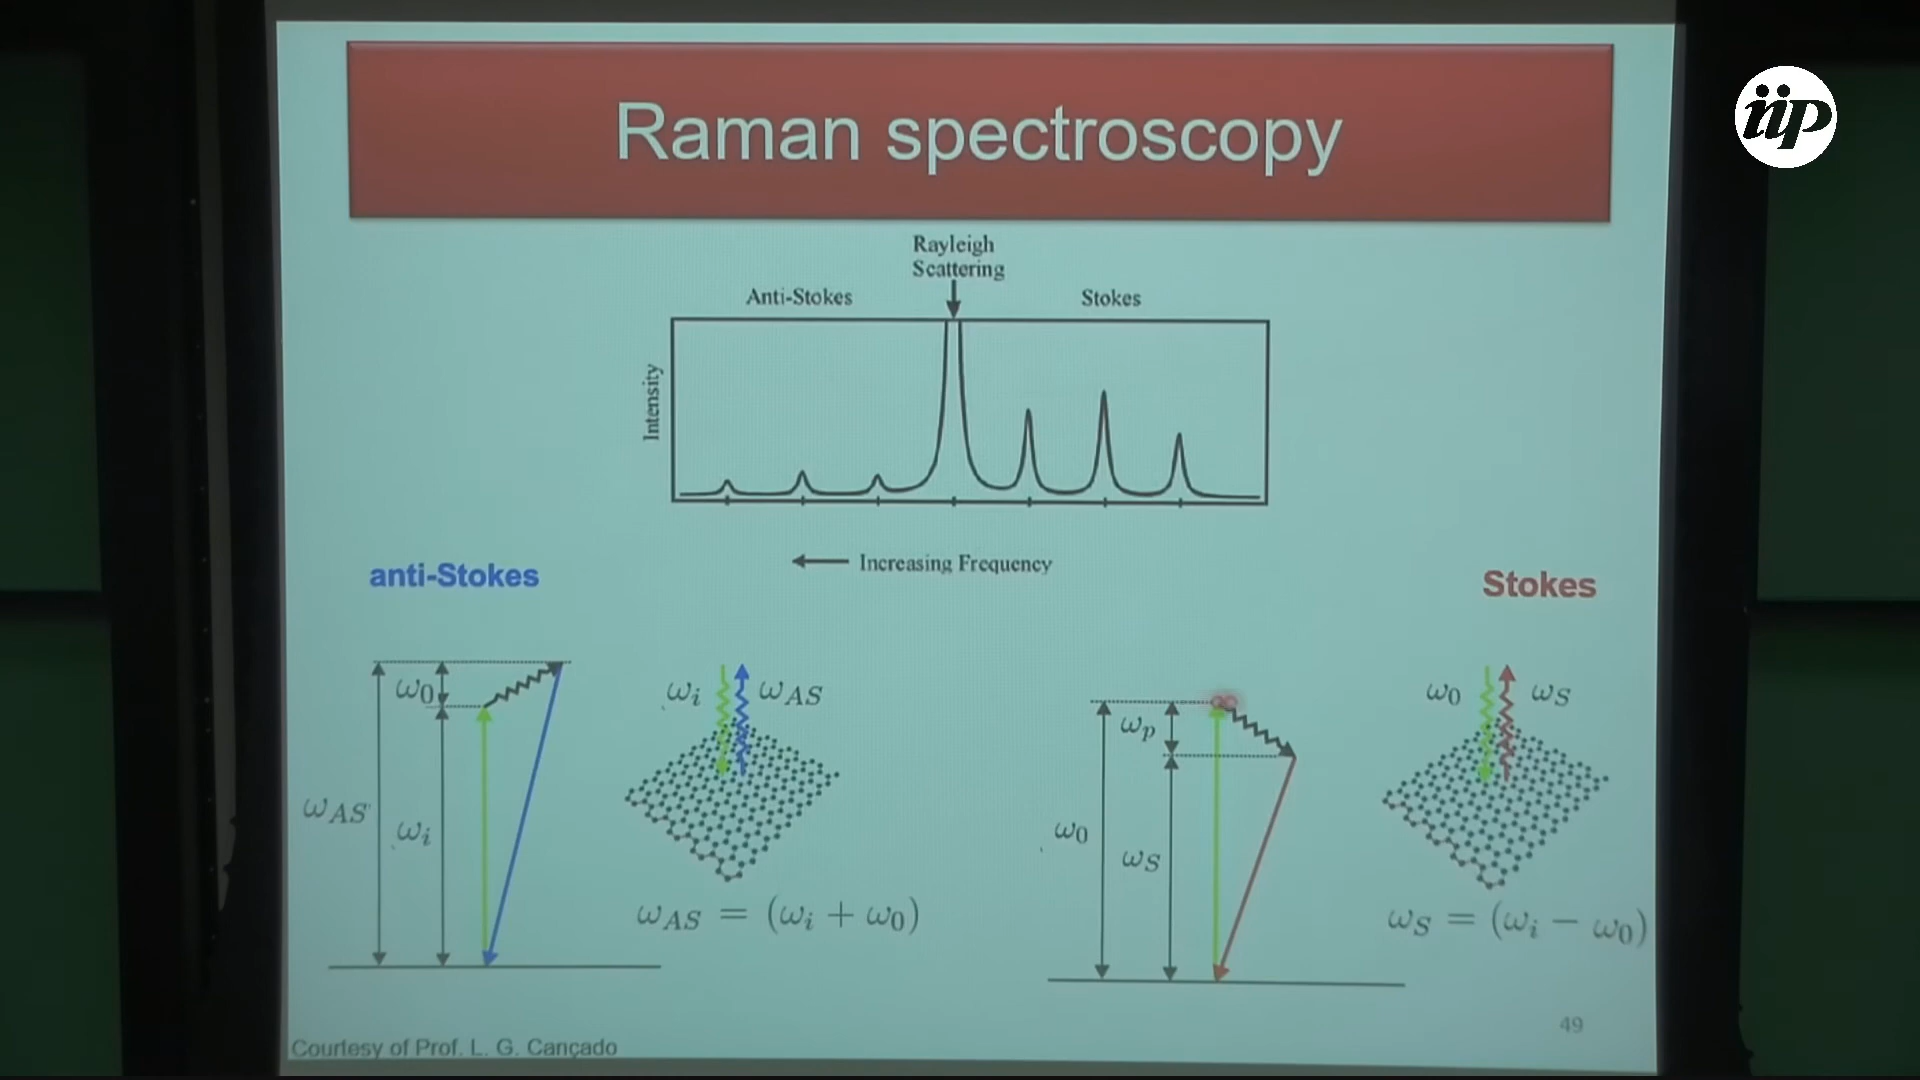 iip
Raman spectroscopy
Rayleigh
Scattering
Anti-Stokes
Stokes
Intensity
Increasing Frequency
anti-Stokes
Stokes
ω0
ωAS
ωi
ωi
ωAS
ωAS = (ωi + ω0)
ωp
ω0
ωS
ω0
ωS
ωS = (ωi − ω0)
49
Courtesy of Prof. L. G. Cançado